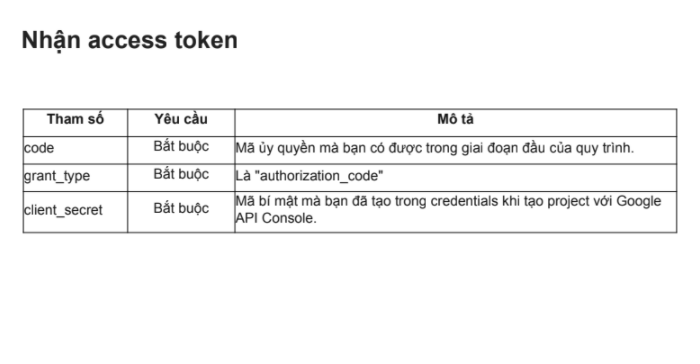 Nhận access token
Tham số Yêu cầu Mô tả
code Bắt buộc Mã ủy quyền mà bạn có được trong giai đoạn đầu của quy trình.
grant_type Bắt buộc Là "authorization_code"
client_secret Bắt buộc Mã bí mật mà bạn đã tạo trong credentials khi tạo project với Google
API Console.